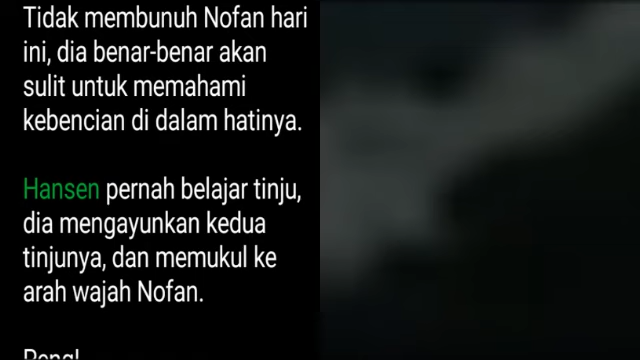 Tidak membunuh Nofan hari
ini, dia benar-benar akan
sulit untuk memahami
kebencian di dalam hatinya.
Hansen pernah belajar tinju,
dia mengayunkan kedua
tinjunya, dan memukul ke
arah wajah Nofan.